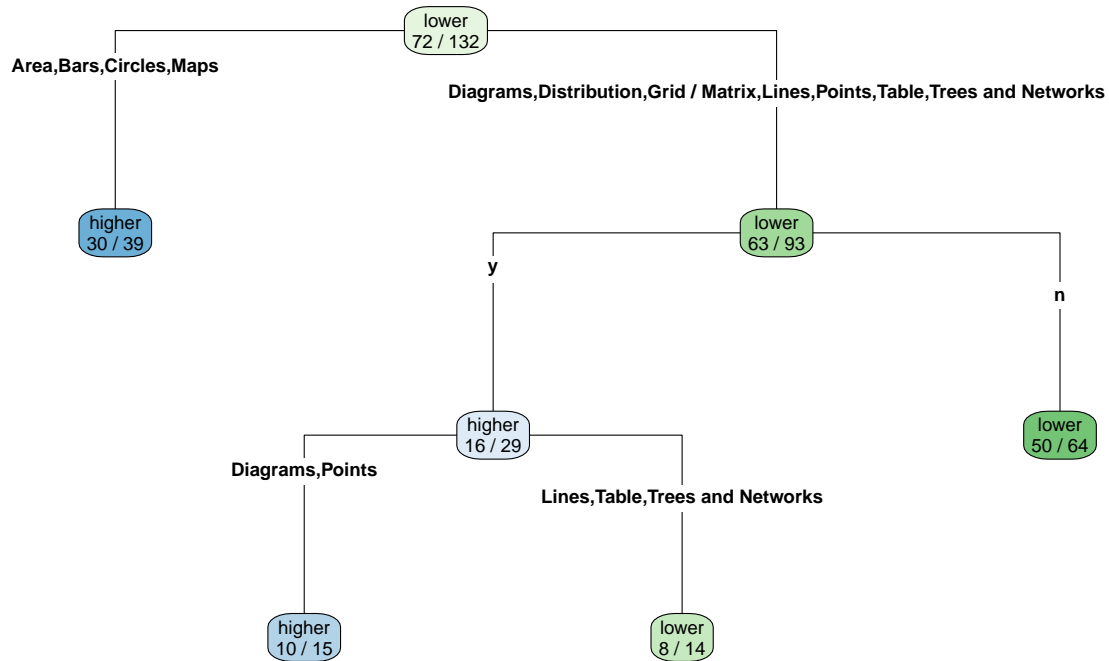 lower
72 / 132
Area,Bars,Circles,Maps
Diagrams,Distribution,Grid / Matrix,Lines,Points,Table,Trees and Networks
higher
30 / 39
lower
63 / 93
y
n
higher
16 / 29
lower
50 / 64
Diagrams,Points
Lines,Table,Trees and Networks
higher
10 / 15
lower
8 / 14